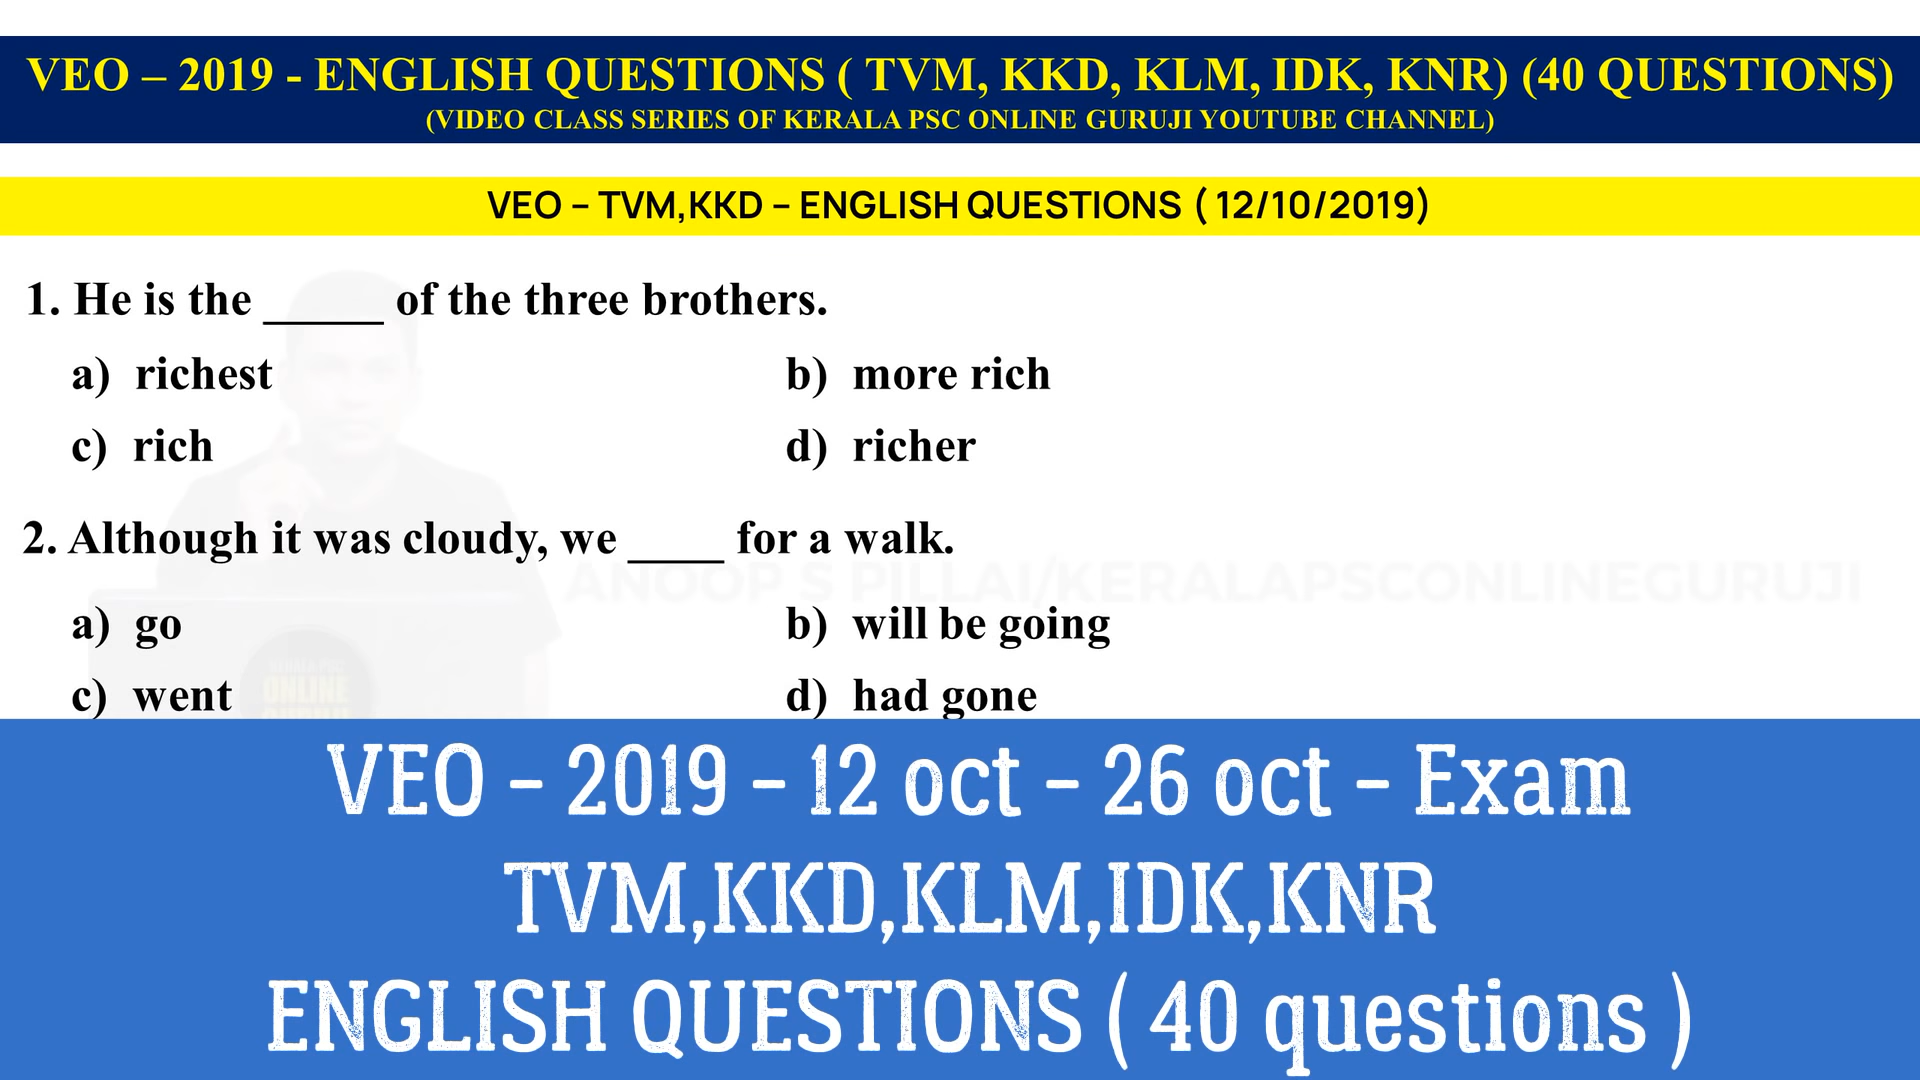 VEO – 2019 - ENGLISH QUESTIONS ( TVM, KKD, KLM, IDK, KNR) (40 QUESTIONS)
(VIDEO CLASS SERIES OF KERALA PSC ONLINE GURUJI YOUTUBE CHANNEL)
VEO – TVM,KKD – ENGLISH QUESTIONS ( 12/10/2019)
1. He is the _____ of the three brothers.
a) richest b) more rich
c) rich d) richer
2. Although it was cloudy, we ____ for a walk.
ANOOP S PILLAI/KERALAPSCONLINEGURUJI
a) go b) will be going
c) went d) had gone
ONLINE
VEO – 2019 – 12 oct – 26 oct – Exam
TVM,KKD,KLM,IDK,KNR
ENGLISH QUESTIONS ( 40 questions )